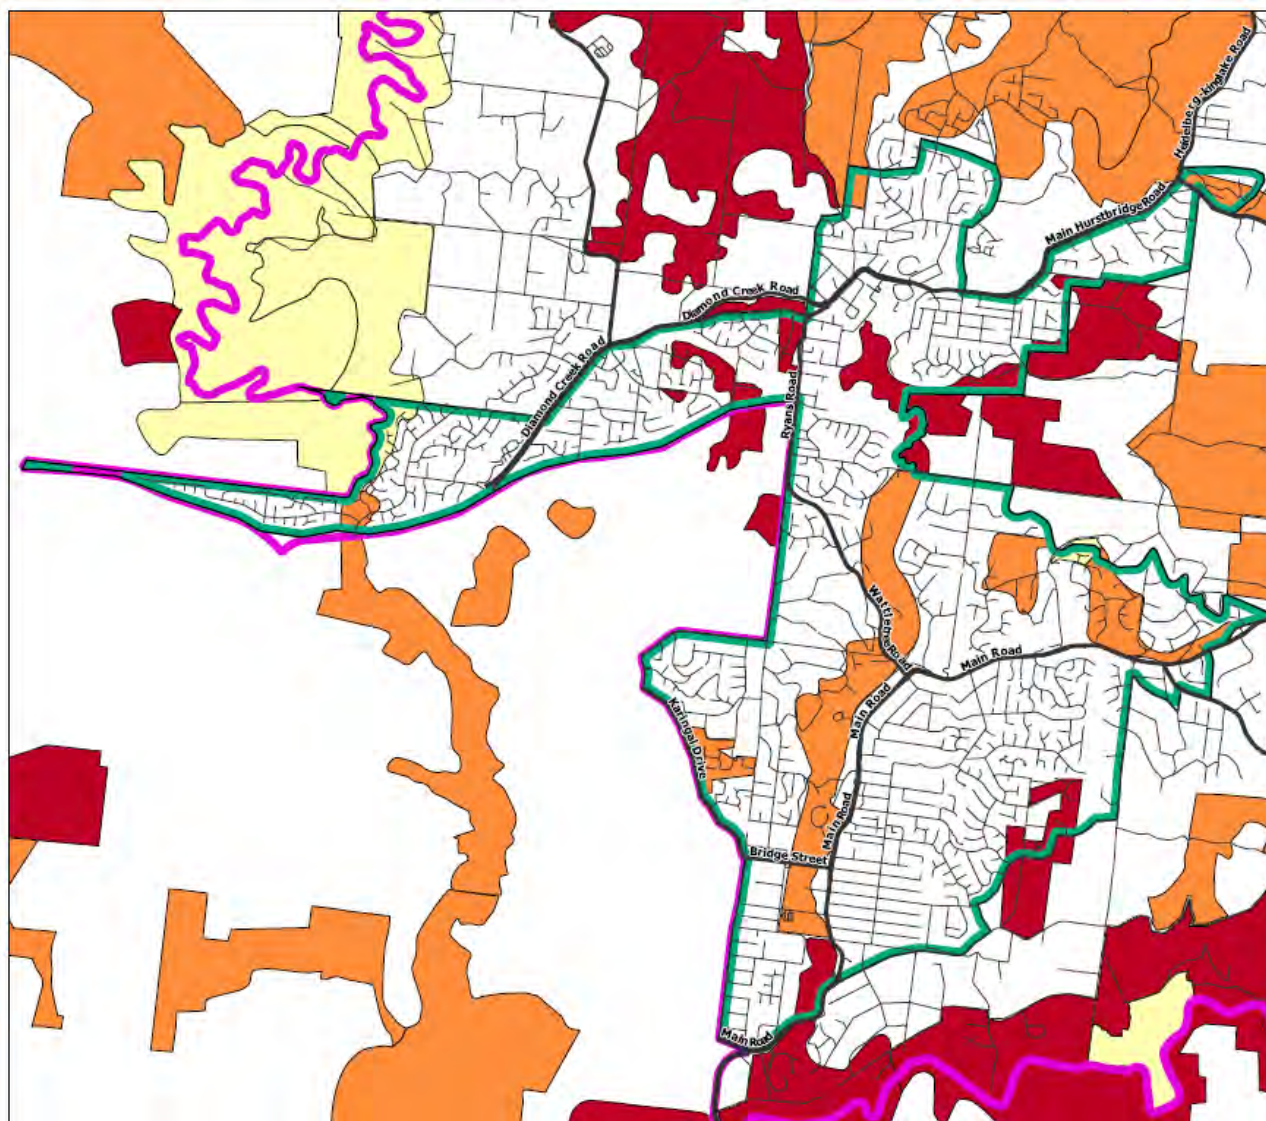 Heidelberg-kinglake Road
Main Hurstbridge Road
Diamond Creek Road
Diamond Creek Road
Ryans Road
Wattletree Road
Main Road
Main Road
Karingal Drive
Main Road
Bridge Street
Main Road